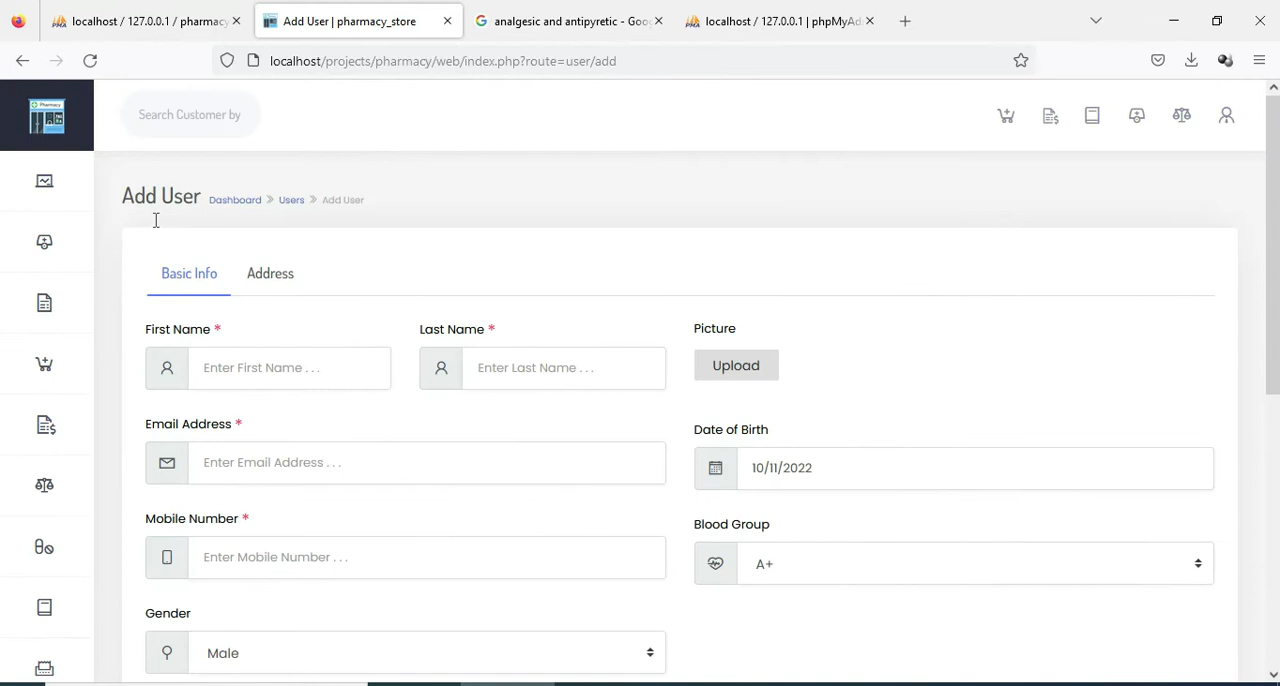 localhost / 127.0.0.1 / pharmacy
Add User | pharmacy_store
analgesic and antipyretic - Goo
localhost / 127.0.0.1 | phpMyAd
localhost/projects/pharmacy/web/index.php?route=user/add
Pharmacy
Search Customer by
Add User Dashboard Users Add User
Basic Info Address
First Name * Last Name * Picture
Enter First Name . . . Enter Last Name . . . Upload
Email Address * Date of Birth
Enter Email Address . . . 10/11/2022
Mobile Number * Blood Group
Enter Mobile Number . . . A+
Gender
Male